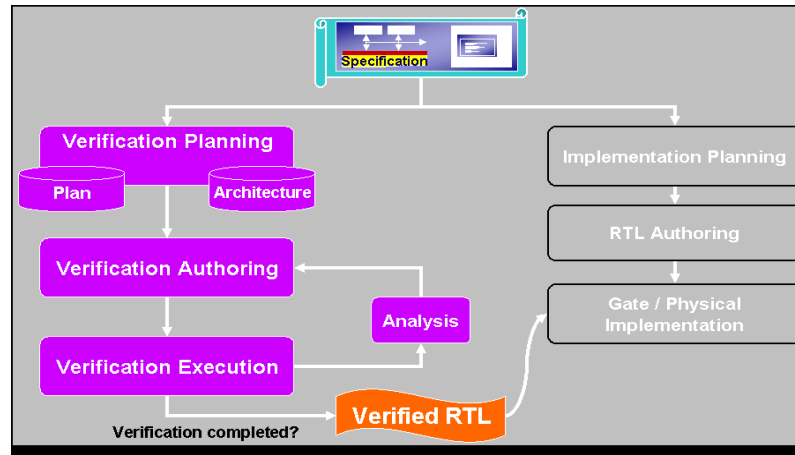 Specification
Verification Planning
Plan
Architecture
Implementation Planning
RTL Authoring
Verification Authoring
Analysis
Gate / Physical
Implementation
Verification Execution
Verified RTL
Verification completed?